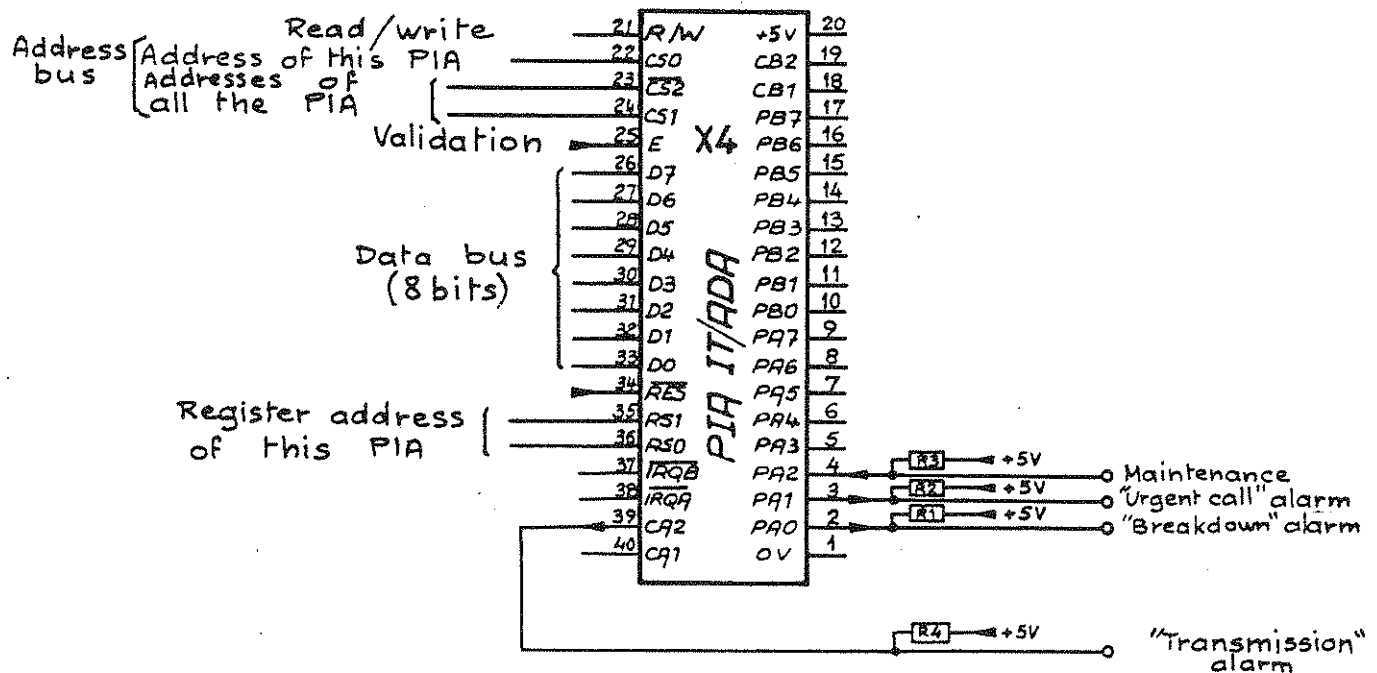 Address bus
Read/write
Address of this PIA
Addresses of all the PIA
Validation
Data bus
(8 bits)
Register address
of this PIA
21 R/W
22 CS0
23 C̅S̅2̅
24 CS1
25 E
26 D7
27 D6
28 D5
29 D4
30 D3
31 D2
32 D1
33 D0
34 R̅E̅S̅
35 RS1
36 RS0
37 I̅R̅Q̅B̅
38 I̅R̅Q̅A̅
39 CA2
40 CA1
X4
PIA IT/ADA
+5V 20
CB2 19
CB1 18
PB7 17
PB6 16
PB5 15
PB4 14
PB3 13
PB2 12
PB1 11
PB0 10
PA7 9
PA6 8
PA5 7
PA4 6
PA3 5
PA2 4
PA1 3
PA0 2
0V 1
R3 +5V
Maintenance
R2 +5V
"Urgent call" alarm
R1 +5V
"Breakdown" alarm
R4 +5V
"Transmission"
alarm